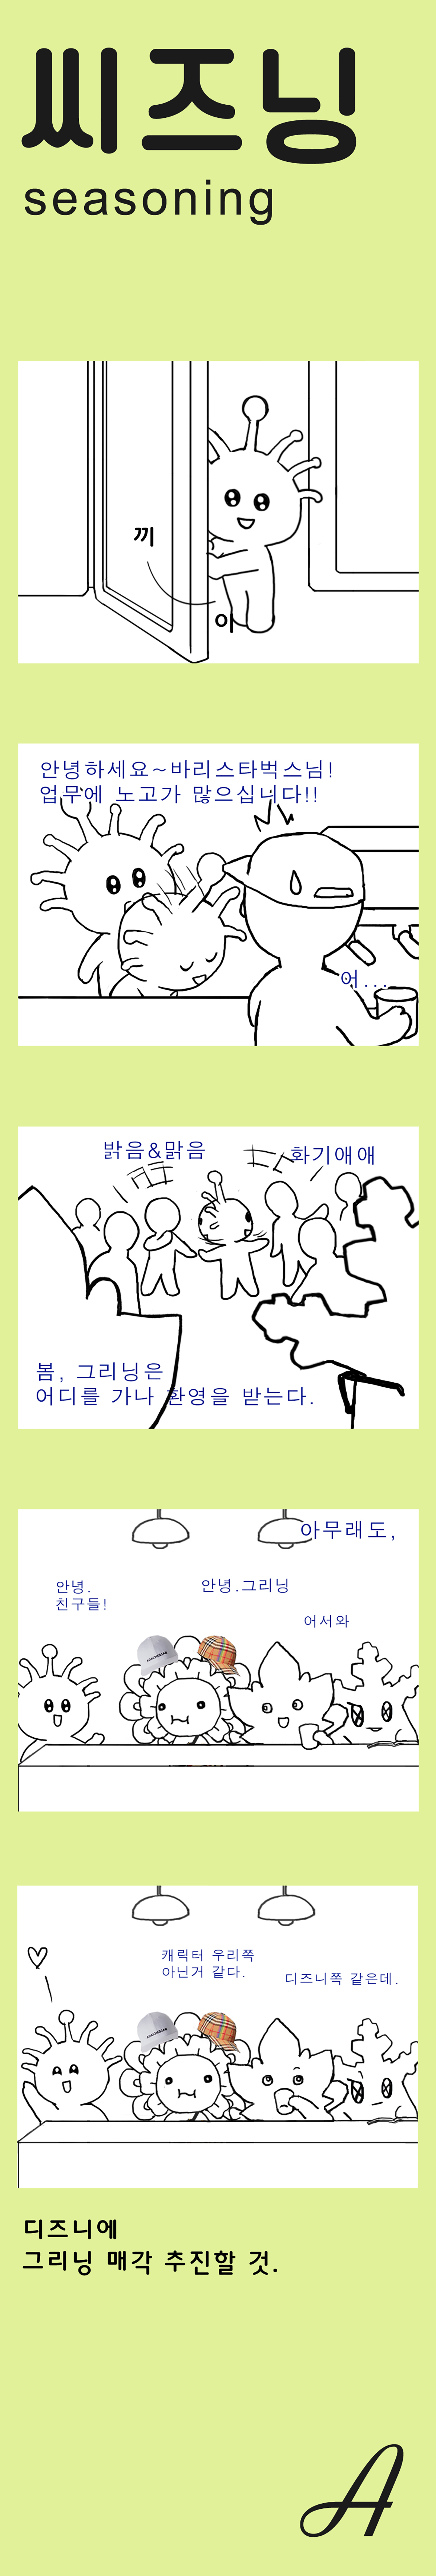 씨즈닝
seasoning
끼
이
안녕하세요~바리스타벅스님!
업무에 노고가 많으십니다!!
어...
밝음&맑음
화기애애
봄, 그리닝은
어디를 가나 환영을 받는다.
아무래도,
안녕.
친구들!
안녕.그리닝
어서와
캐릭터 우리쪽
아닌거 같다.
디즈니쪽 같은데.
디즈니에
그리닝 매각 추진할 것.
A